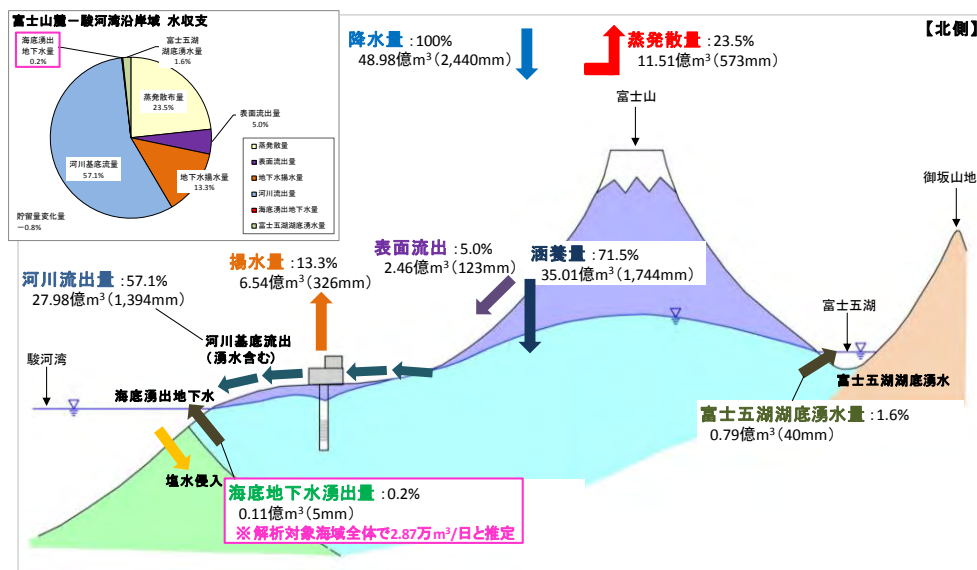 富士山麓－駿河湾沿岸域 水収支
海底湧出
地下水量
0.2%
富士五湖
湖底湧水量
1.6%
蒸発散布量
23.5%
表面流出量
5.0%
河川基底流量
57.1%
地下水揚水量
13.3%
貯留量変化量
－0.8%
蒸発散量
表面流出量
地下水揚水量
河川流出量
海底湧出地下水量
富士五湖湖底湧水量
降水量：100%
48.98億m³（2,440mm）
蒸発散量：23.5%
11.51億m³（573mm）
【北側】
富士山
御坂山地
表面流出：5.0%
2.46億m³（123mm）
涵養量：71.5%
35.01億m³（1,744mm）
揚水量：13.3%
6.54億m³（326mm）
河川流出量：57.1%
27.98億m³（1,394mm）
河川基底流出
（湧水含む）
駿河湾
富士五湖
富士五湖湖底湧水
海底湧出地下水
富士五湖湖底湧水量：1.6%
0.79億m³（40mm）
塩水侵入
海底地下水湧出量：0.2%
0.11億m³（5mm）
※解析対象海域全体で2.87万m³/日と推定